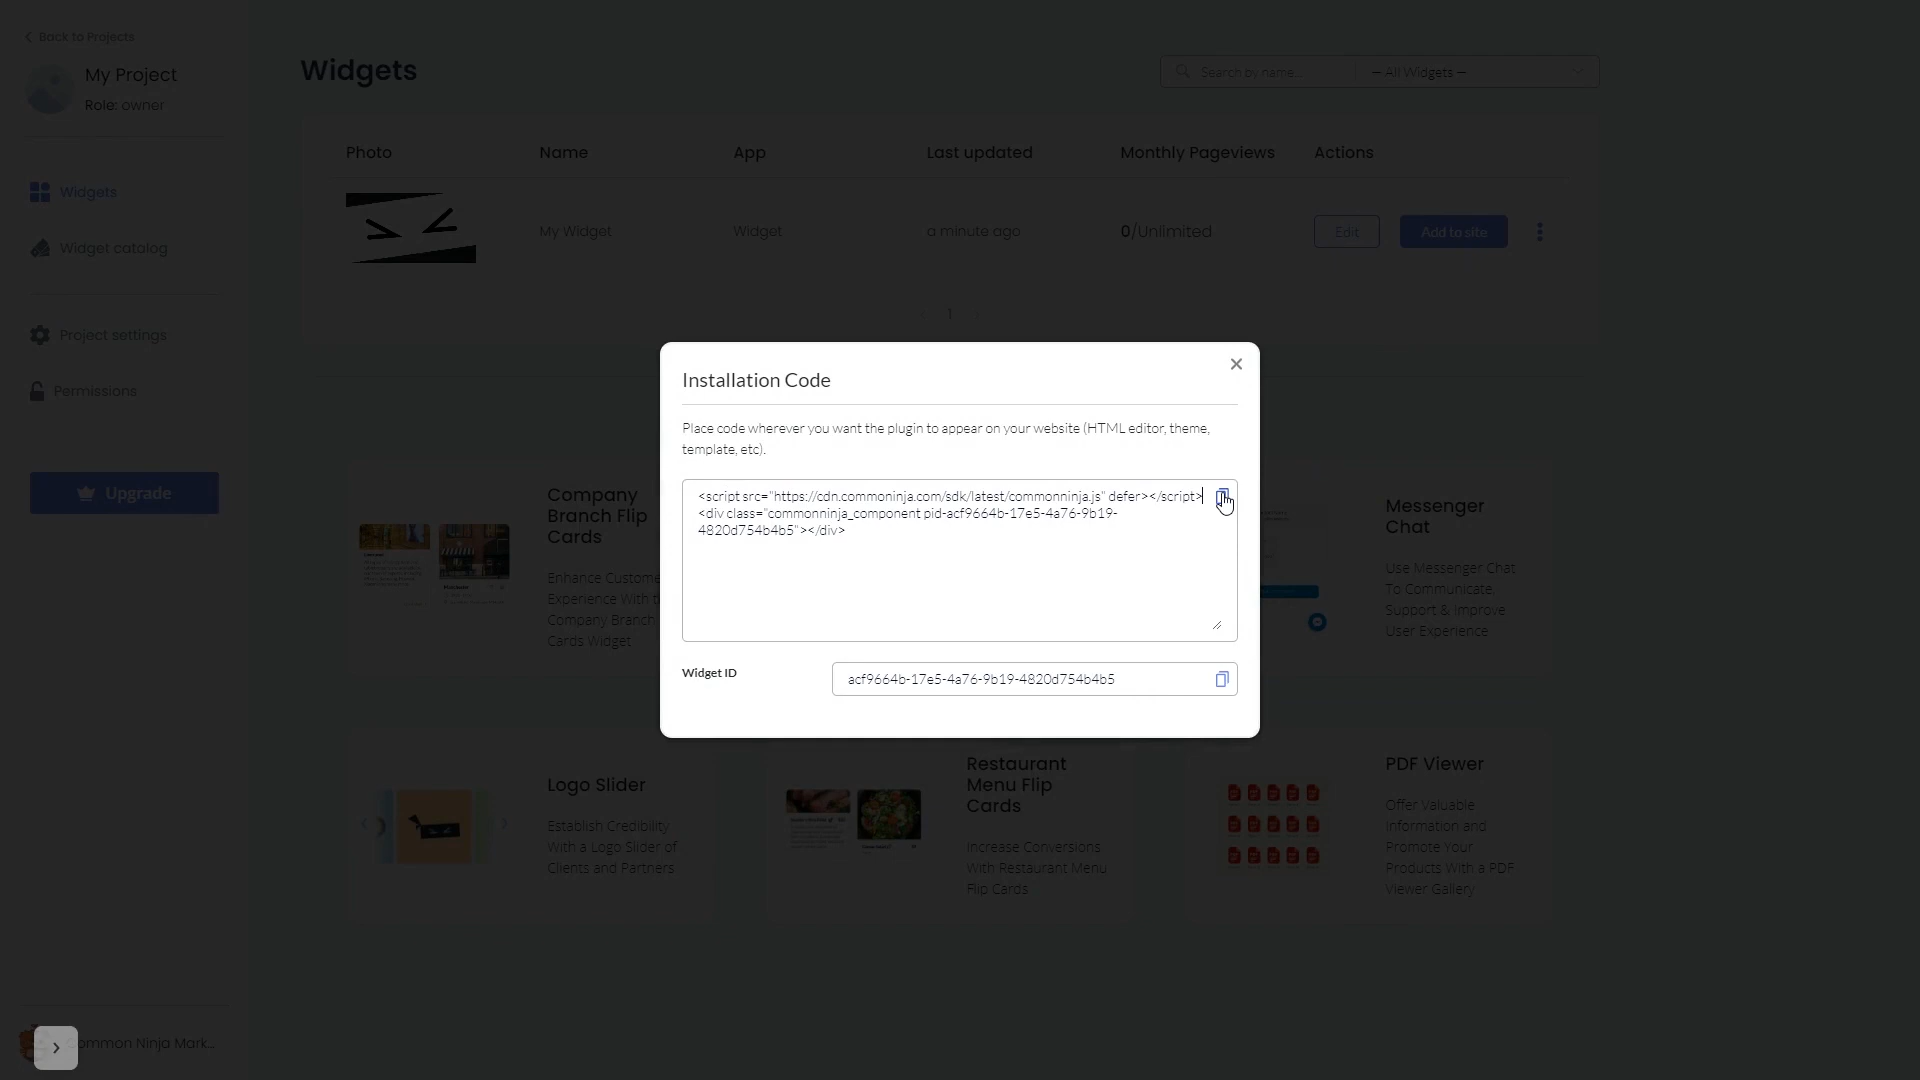 Back to Projects
My Project
Role: owner
Widgets
Widget catalog
Project settings
Permissions
Upgrade
Common Ninja Mark...
Widgets
Search by name...
— All Widgets —
Photo
Name
App
Last updated
Monthly Pageviews
Actions
My Widget
Widget
a minute ago
0/Unlimited
Edit
Add to site
1
Installation Code
Place code wherever you want the plugin to appear on your website (HTML editor, theme,
template, etc).
<script src="https://cdn.commoninja.com/sdk/latest/commonninja.js" defer></script>
<div class="commonninja_component pid-acf9664b-17e5-4a76-9b19-
4820d754b4b5"></div>
Widget ID
acf9664b-17e5-4a76-9b19-4820d754b4b5
Company
Branch Flip
Cards
Enhance Custome
Experience With t
Company Branch
Cards Widget
Messenger
Chat
Use Messenger Chat
To Communicate,
Support & Improve
User Experience
Logo Slider
Establish Credibility
With a Logo Slider of
Clients and Partners
Restaurant
Menu Flip
Cards
Increase Conversions
With Restaurant Menu
Flip Cards
PDF Viewer
Offer Valuable
Information and
Promote Your
Products With a PDF
Viewer Gallery